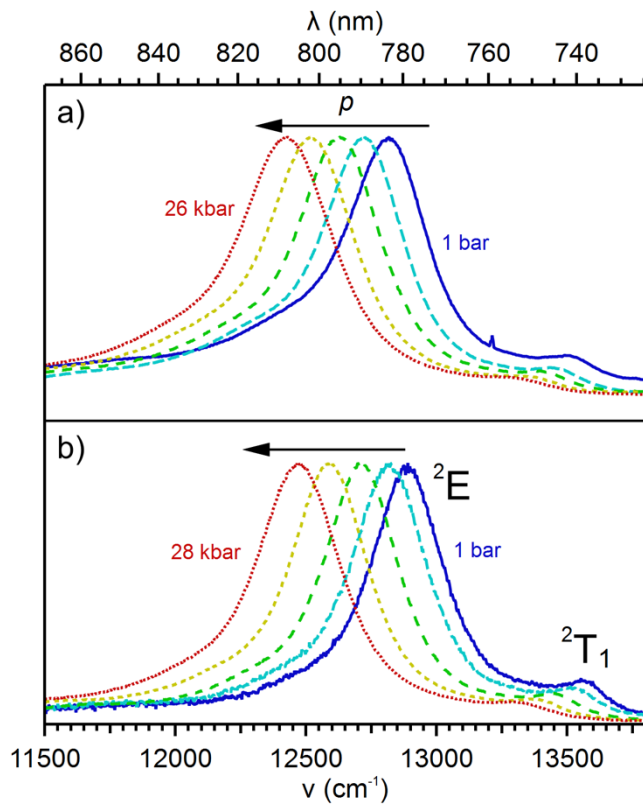 λ (nm)
860 840 820 800 780 760 740
a)
p
26 kbar
1 bar
b)
²E
28 kbar
1 bar
²T₁
11500 12000 12500 13000 13500
ν (cm⁻¹)